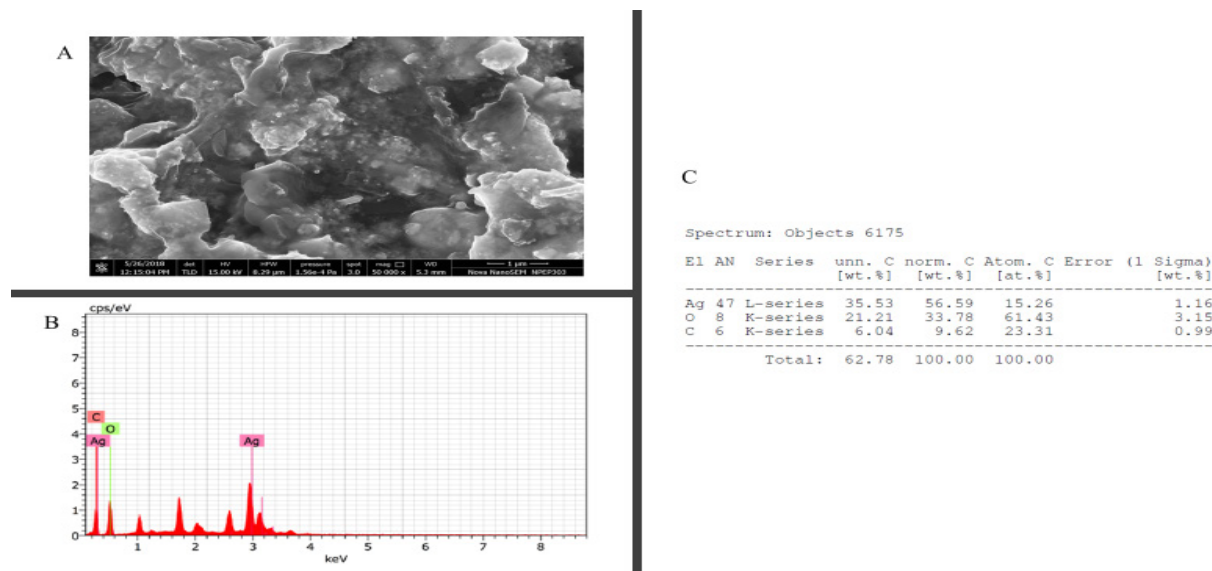 A
5/26/2018 det HV HFW pressure spot mag WD 1 µm
12:15:04 PM TLD 15.00 kV 8.29 µm 1.56e-4 Pa 3.0 50 000 x 5.3 mm Nova NanoSEM NPEP303
B
cps/eV
8
7
6
5
4
3
2
1
0
C
O
Ag
Ag
1 2 3 4 5 6 7 8
keV
C
Spectrum: Objects 6175
El AN Series unn. C norm. C Atom. C Error (1 Sigma)
[wt.%] [wt.%] [at.%] [wt.%]
Ag 47 L-series 35.53 56.59 15.26 1.16
O 8 K-series 21.21 33.78 61.43 3.15
C 6 K-series 6.04 9.62 23.31 0.99
Total: 62.78 100.00 100.00